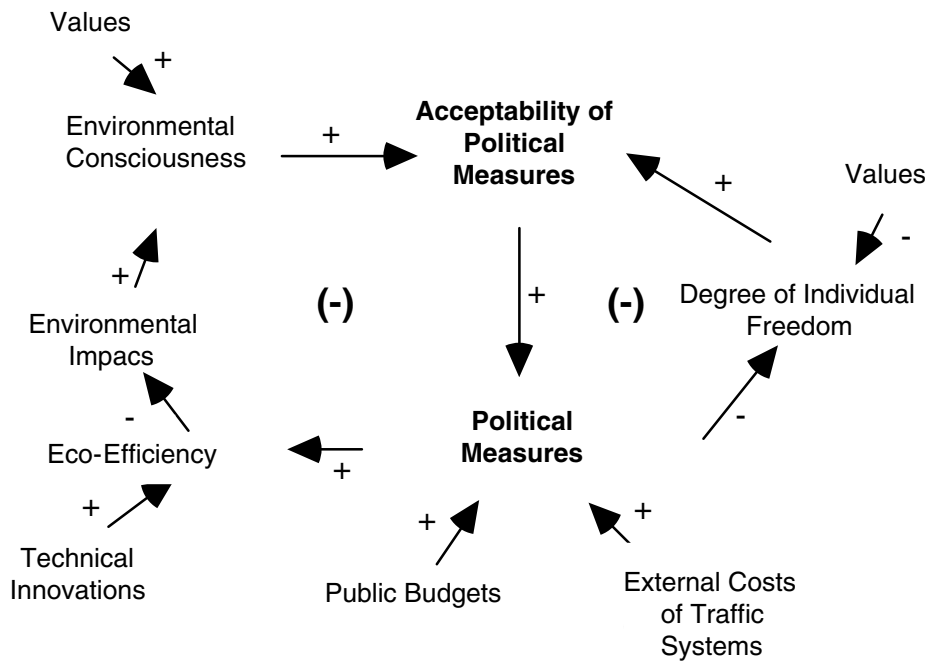 Values
+
Environmental
Consciousness
+
Acceptability of
Political
Measures
+
Values
-
+
Environmental
Impacs
(-)
+
(-)
Degree of Individual
Freedom
-
Eco-Efficiency
+
Political
Measures
-
+
Technical
Innovations
+
Public Budgets
+
External Costs
of Traffic
Systems